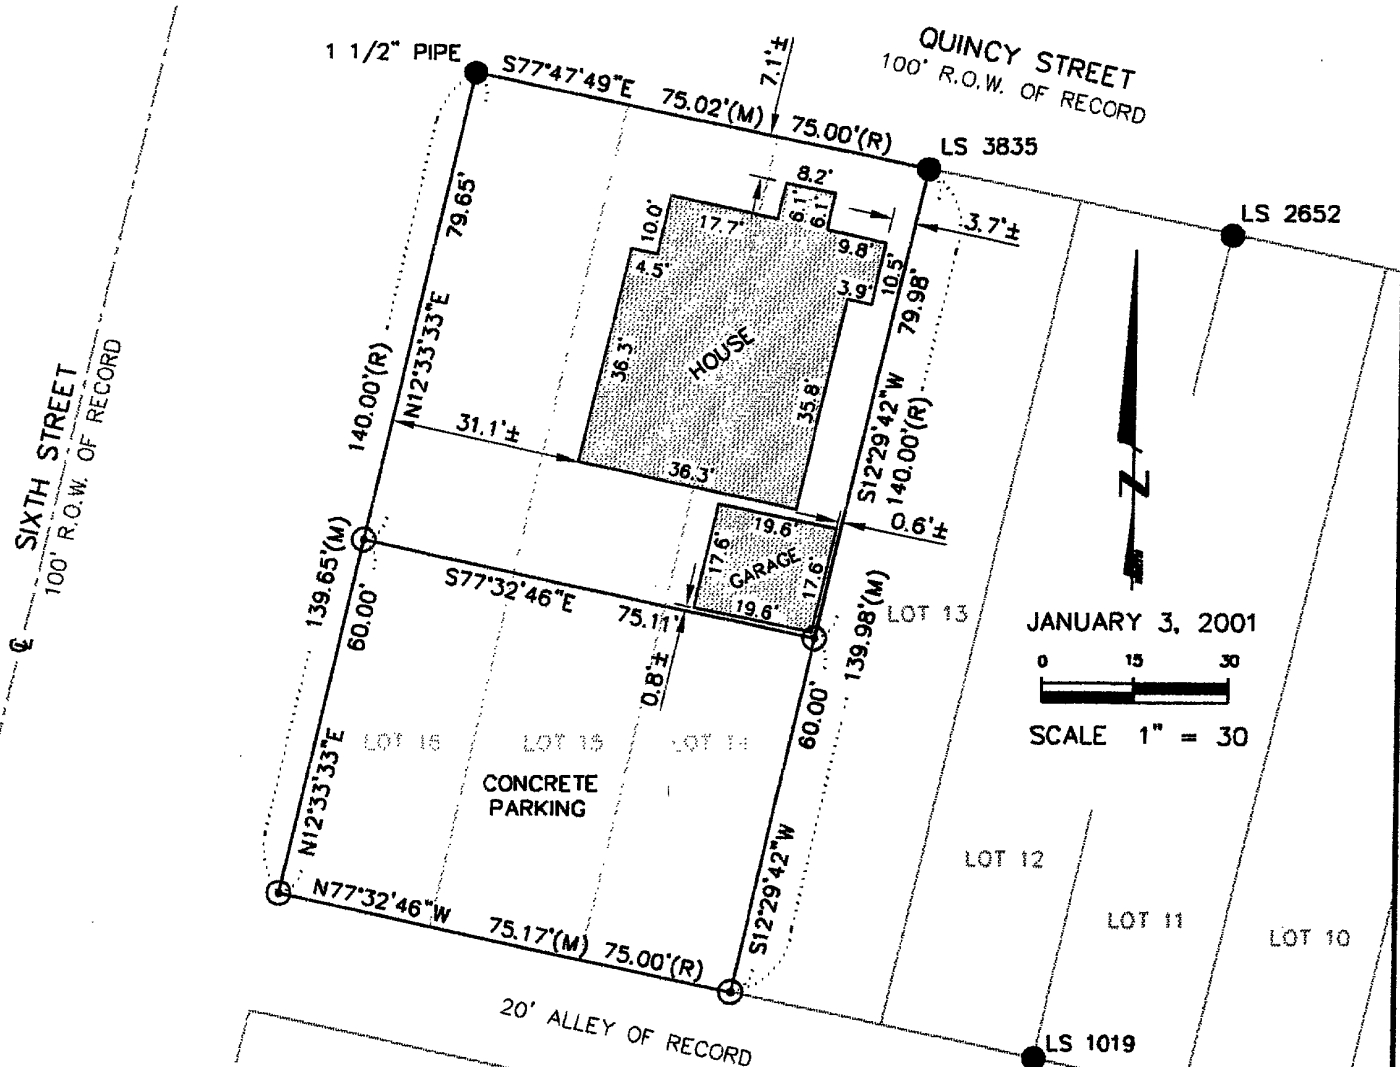 1 1/2" PIPE
S77°47'49"E
75.02'(M)
75.00'(R)
7.1'±
QUINCY STREET
100' R.O.W. OF RECORD
LS 3835
LS 2652
79.65'
N12°33'33"E
140.00'(R)
8.2'
6.1'
6.1'
17.7'
10.0'
4.5'
9.8'
10.5'
3.9'
3.7'±
79.98'
HOUSE
36.3'
35.8'
36.3'
31.1'±
S12°29'42"W
140.00'(R)
SIXTH STREET
100' R.O.W. OF RECORD
0.6'±
19.6'
17.6'
GARAGE
17.6'
19.6'
139.65'(M)
60.00'
S77°32'46"E
75.11'
0.8'±
139.98'(M)
60.00'
LOT 13
JANUARY 3, 2001
0 15 30
SCALE 1" = 30
LOT 16
LOT 15
LOT 14
CONCRETE
PARKING
N12°33'33"E
S12°29'42"W
LOT 12
LOT 11
LOT 10
N77°32'46"W
75.17'(M)
75.00'(R)
20' ALLEY OF RECORD
LS 1019